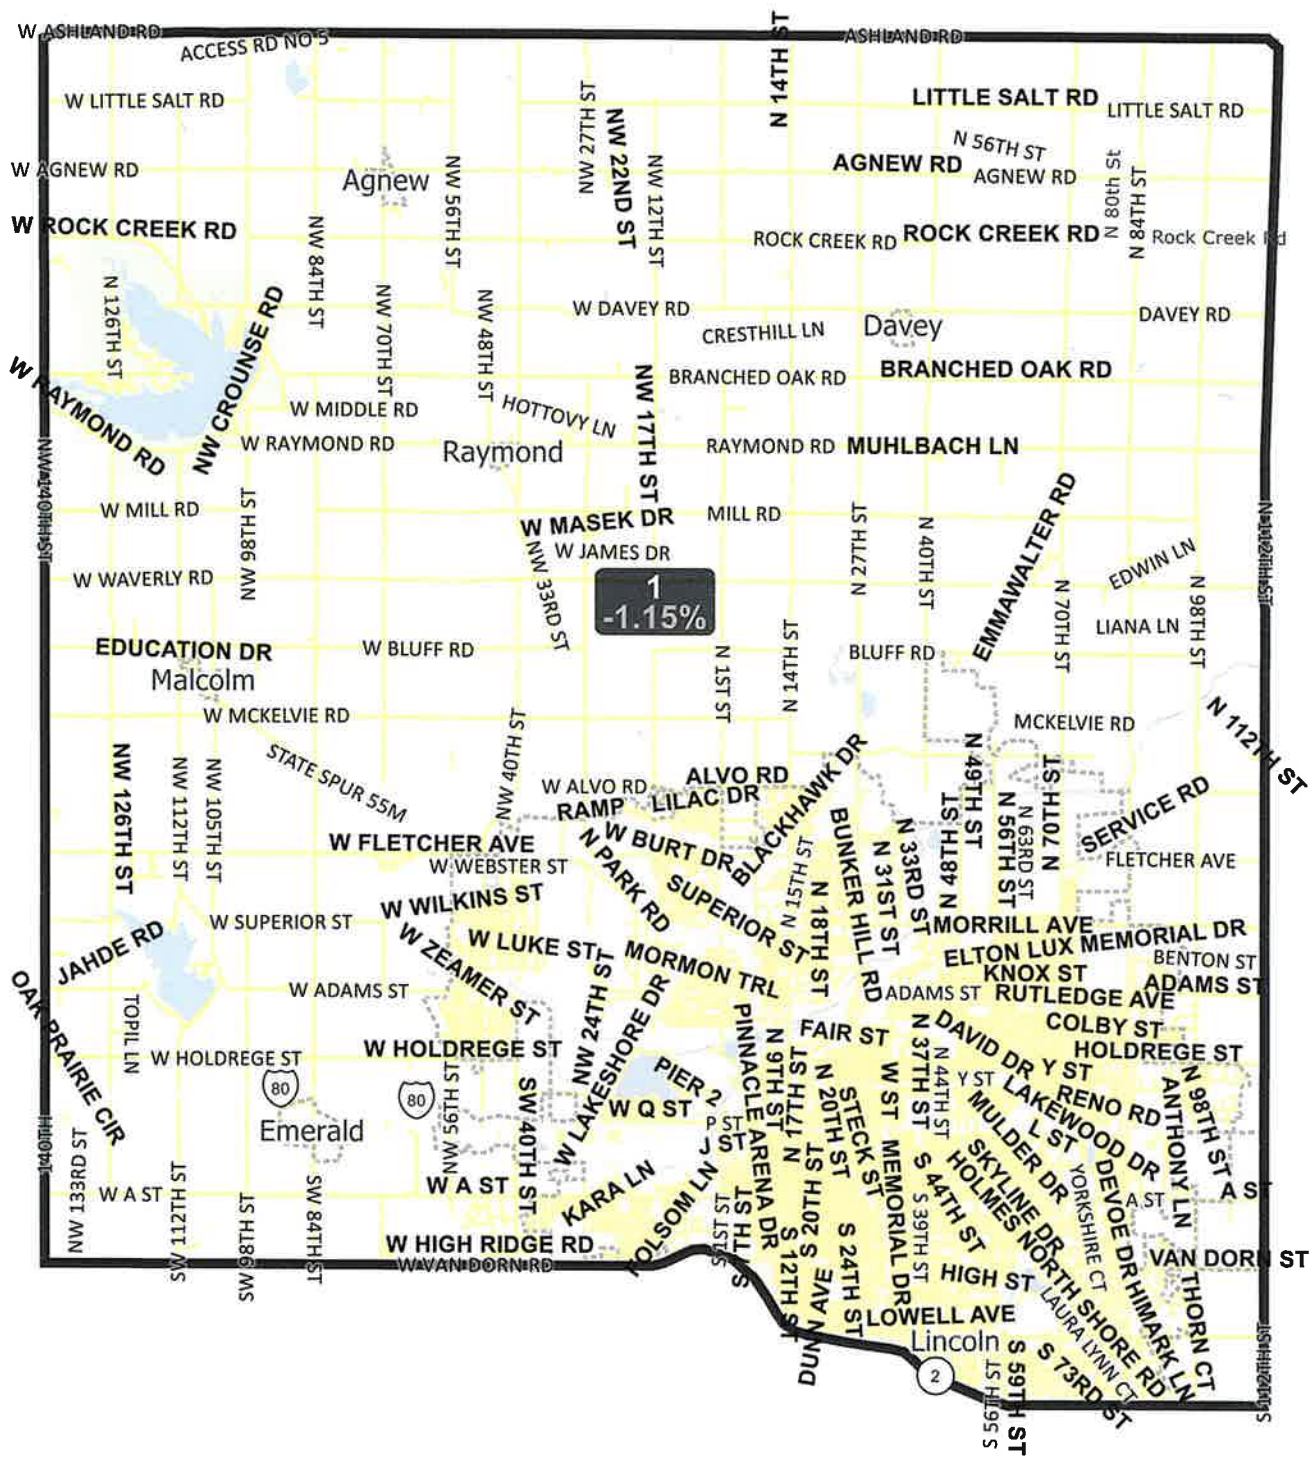 W ASHLAND RD
ACCESS RD NO 5
N 14TH ST
ASHLAND RD
W LITTLE SALT RD
NW 27TH ST
NW 22ND ST
LITTLE SALT RD
LITTLE SALT RD
N 56TH ST
W AGNEW RD
Agnew
NW 56TH ST
NW 12TH ST
AGNEW RD
AGNEW RD
N 80th St
N 84TH ST
W ROCK CREEK RD
NW 84TH ST
ROCK CREEK RD
ROCK CREEK RD
Rock Creek Rd
N 126TH ST
NW CROUNSE RD
NW 70TH ST
NW 48TH ST
W DAVEY RD
CRESTHILL LN
Davey
DAVEY RD
W RAYMOND RD
W MIDDLE RD
HOTTOVY LN
NW 17TH ST
BRANCHED OAK RD
BRANCHED OAK RD
W RAYMOND RD
Raymond
RAYMOND RD
MUHLBACH LN
NW 140TH ST
W MILL RD
NW 98TH ST
W MASEK DR
MILL RD
N 27TH ST
N 40TH ST
EMMAWALTER RD
N 112TH ST
W JAMES DR
NW 33RD ST
EDWIN LN
W WAVERLY RD
1
-1.15%
N 70TH ST
N 98TH ST
LIANA LN
EDUCATION DR
Malcolm
W BLUFF RD
N 1ST ST
N 14TH ST
BLUFF RD
W MCKELVIE RD
MCKELVIE RD
N 112TH ST
STATE SPUR 55M
NW 40TH ST
NW 126TH ST
NW 112TH ST
NW 105TH ST
W ALVO RD
ALVO RD
RAMP
LILAC DR
BLACKHAWK DR
N 49TH ST
N 70TH ST
SERVICE RD
W FLETCHER AVE
W BURT DR
N PARK RD
N 15TH ST
BUNKER HILL RD
N 31ST ST
N 33RD ST
N 48TH ST
N 56TH ST
N 63RD ST
FLETCHER AVE
W WEBSTER ST
SUPERIOR ST
N 18TH ST
W WILKINS ST
W SUPERIOR ST
MORRILL AVE
JAHDE RD
W ZEAMER ST
W LUKE ST
MORMON TRL
ELTON LUX MEMORIAL DR
BENTON ST
KNOX ST
OAK PRAIRIE CIR
TOPIL LN
W ADAMS ST
NW 24TH ST
W LAKESHORE DR
ADAMS ST
RUTLEDGE AVE
ADAMS ST
PINNACLE ARENA DR
FAIR ST
N 37TH ST
DAVID DR
COLBY ST
W HOLDREGE ST
W HOLDREGE ST
HOLDREGE ST
80
80
NW 56TH ST
SW 40TH ST
PIER 2
N 9TH ST
N 17TH ST
N 20TH ST
STECK ST
W ST
N 44TH ST
Y ST
Y ST
LAKEWOOD DR
RENO RD
ANTHONY LN
N 98TH ST
Emerald
W Q ST
P ST
J ST
MULDER DR
L ST
140TH ST
NW 133RD ST
W A ST
SW 112TH ST
SW 98TH ST
SW 84TH ST
W A ST
KARA LN
FOLSOM LN
S 1ST ST
S 7TH ST
S 12TH ST
S 20TH ST
S 24TH ST
MEMORIAL DR
S 39TH ST
S 44TH ST
SKYLINE DR
HOLMES NORTH SHORE RD
YORKSHIRE CT
DEVOE DR
A ST
A ST
W HIGH RIDGE RD
W VAN DORN RD
VAN DORN ST
HIGH ST
LAURA LYNN CT
HIMARK LN
THORN CT
DUNN AVE
LOWELL AVE
Lincoln
2
S 56TH ST
S 59TH ST
S 73RD ST
S 112TH ST